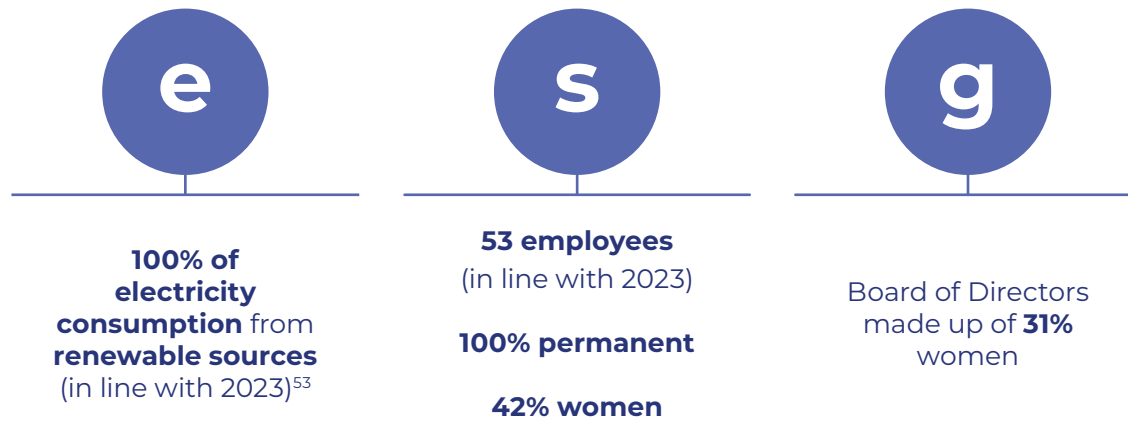 e
100% of
electricity
consumption from
renewable sources
(in line with 2023)53
s
53 employees
(in line with 2023)
100% permanent
42% women
g
Board of Directors
made up of 31%
women